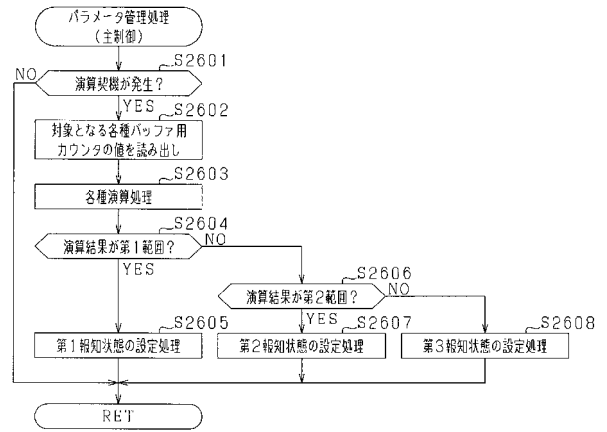 パラメータ管理処理
（主制御）
S2601
演算契機が発生？
NO
YES
S2602
対象となる各種バッファ用
カウンタの値を読み出し
S2603
各種演算処理
S2604
演算結果が第1範囲？
NO
YES
S2606
演算結果が第2範囲？
NO
YES
S2605
第1報知状態の設定処理
S2607
第2報知状態の設定処理
S2608
第3報知状態の設定処理
RET